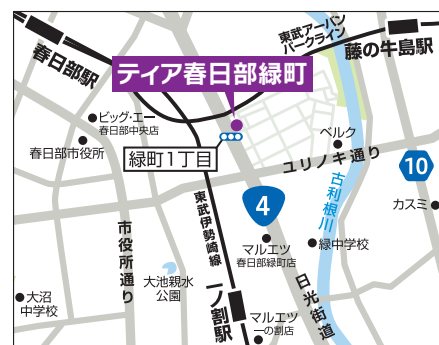 東武アーバン
パークライン
藤の牛島駅
春日部駅
ティア春日部緑町
ビッグ・エー
春日部中央店
春日部市役所
緑町1丁目
ベルク
ユリノキ通り
10
古利根川
カスミ
4
東武伊勢崎線
市役所通り
マルエツ
春日部緑町店
緑中学校
大池親水
公園
日光街道
大沼
中学校
一ノ割駅
マルエツ
一の割店